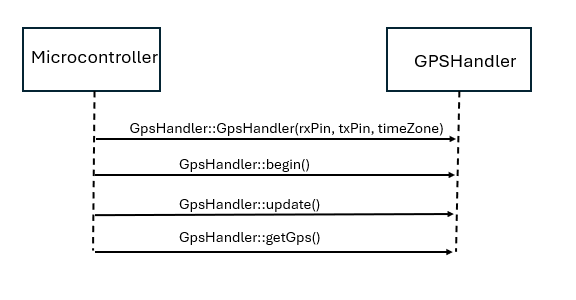 Microcontroller
GPSHandler
GpsHandler::GpsHandler(rxPin, txPin, timeZone)
GpsHandler::begin()
GpsHandler::update()
GpsHandler::getGps()